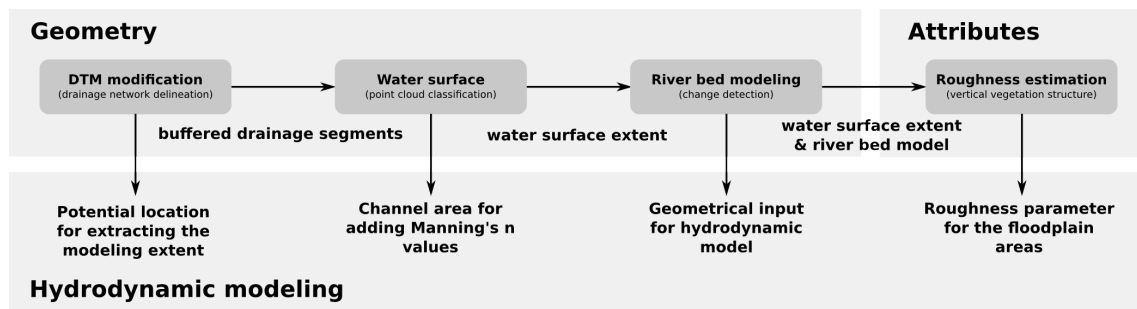 Geometry
Attributes
DTM modification
(drainage network delineation)
Water surface
(point cloud classification)
River bed modeling
(change detection)
Roughness estimation
(vertical vegetation structure)
buffered drainage segments
water surface extent
water surface extent
& river bed model
Potential location
for extracting the
modeling extent
Channel area for
adding Manning's n
values
Geometrical input
for hydrodynamic
model
Roughness parameter
for the floodplain
areas
Hydrodynamic modeling